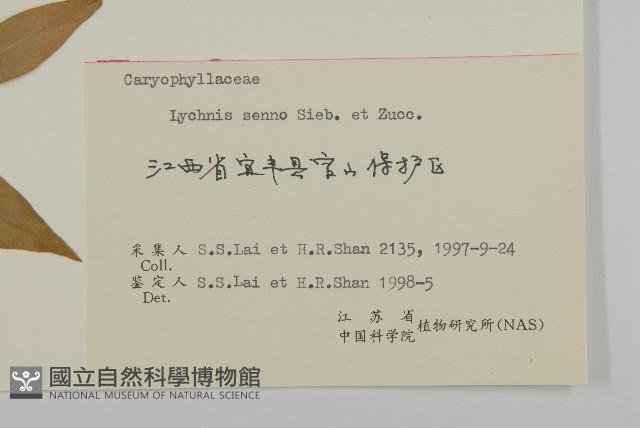 Caryophyllaceae
Lychnis senno Sieb. et Zucc.
江西省宜丰县官山保护区
采集人 S.S.Lai et H.R.Shan 2135, 1997-9-24
Coll.
鉴定人 S.S.Lai et H.R.Shan 1998-5
Det.
江苏省
中国科学院 植物研究所(NAS)
國立自然科學博物館
NATIONAL MUSEUM OF NATURAL SCIENCE